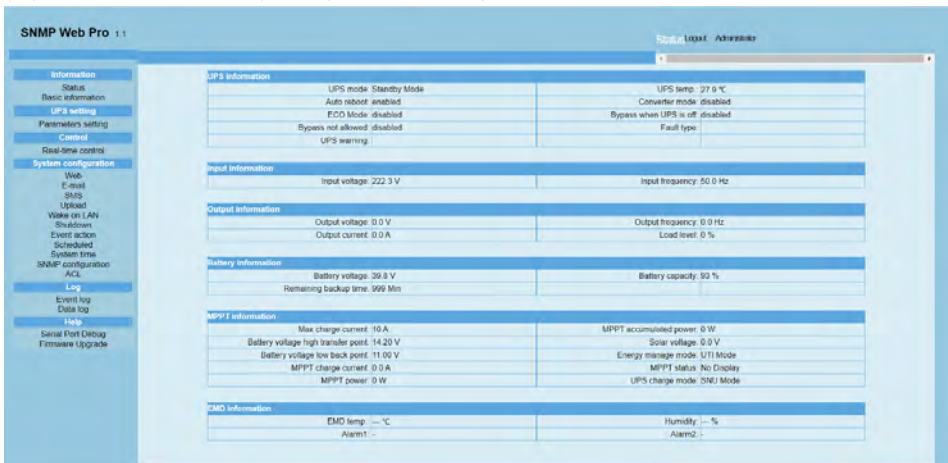 SNMP Web Pro 1.1
Logout Administrator
Information
Status
Basic information
UPS setting
Parameters setting
Control
Real-time control
System configuration
Web
E-mail
SMS
Upload
Wake on LAN
Shutdown
Event action
Scheduled
System time
SNMP configuration
ACL
Log
Event log
Data log
Help
Serial Port Debug
Firmware Upgrade
UPS Information
UPS mode: Standby Mode UPS temp.: 27.9 ℃
Auto reboot: enabled Converter mode: disabled
ECO Mode: disabled Bypass when UPS is off: disabled
Bypass not allowed: disabled Fault type:
UPS warning:
Input Information
Input voltage: 222.3 V Input frequency: 50.0 Hz
Output Information
Output voltage: 0.0 V Output frequency: 0.0 Hz
Output current: 0.0 A Load level: 0 %
Battery Information
Battery voltage: 39.8 V Battery capacity: 93 %
Remaining backup time: 999 Min
MPPT Information
Max charge current: 10 A MPPT accumulated power: 0 W
Battery voltage high transfer point: 14.20 V Solar voltage: 0.0 V
Battery voltage low back point: 11.00 V Energy manage mode: UTI Mode
MPPT charge current: 0.0 A MPPT status: No Display
MPPT power: 0 W UPS charge mode: SNU Mode
EMD Information
EMD temp.: --- ℃ Humidity: --- %
Alarm1: - Alarm2: -